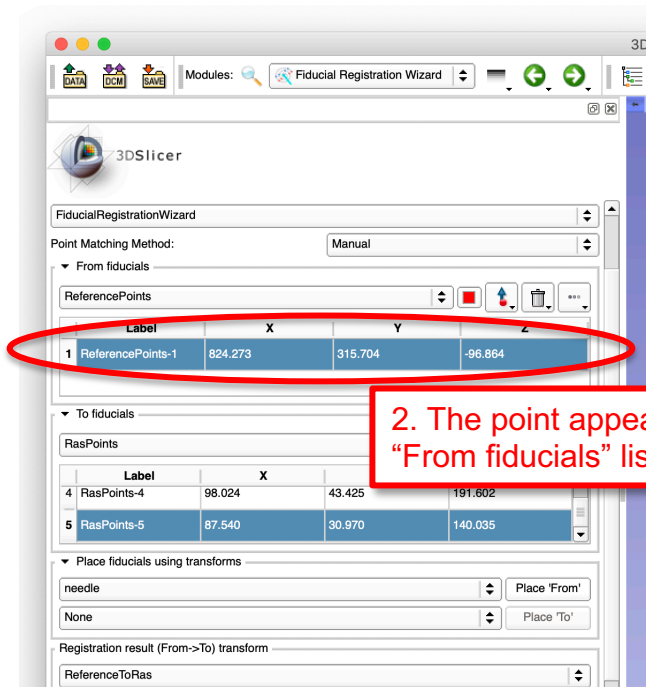 3D
DATA DCM SAVE Modules: Fiducial Registration Wizard
3DSlicer
FiducialRegistrationWizard
Point Matching Method: Manual
From fiducials
ReferencePoints
Label X Y Z
1 ReferencePoints-1 824.273 315.704 -96.864
2. The point appea
"From fiducials" lis
To fiducials
RasPoints
Label X
4 RasPoints-4 98.024 43.425 191.602
5 RasPoints-5 87.540 30.970 140.035
Place fiducials using transforms
needle Place 'From'
None Place 'To'
Registration result (From->To) transform
ReferenceToRas